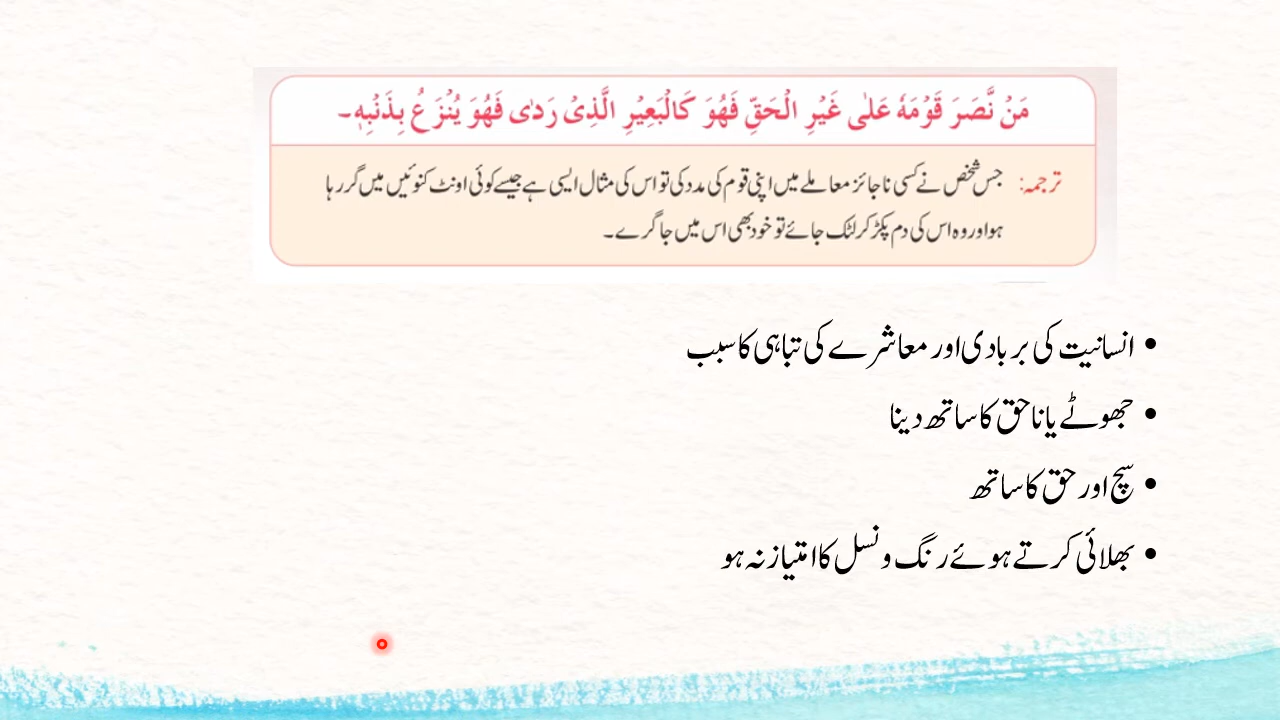 مَنْ نَّصَرَ قَوْمَهٗ عَلٰی غَیْرِ الْحَقِّ فَهُوَ کَالْبَعِیْرِ الَّذِیْ رَدٰی فَهُوَ یُنْزَعُ بِذَنْبِهٖ۔
ترجمہ: جس شخص نے کسی ناجائز معاملے میں اپنی قوم کی مدد کی تو اس کی مثال ایسی ہے جیسے کوئی اونٹ کنوئیں میں گر رہا
ہو اور وہ اس کی دم پکڑ کر لٹک جائے تو خود بھی اس میں جا گرے۔
• انسانیت کی بربادی اور معاشرے کی تباہی کا سبب
• جھوٹے یا ناحق کا ساتھ دینا
• سچ اور حق کا ساتھ
• بھلائی کرتے ہوئے رنگ و نسل کا امتیاز نہ ہو